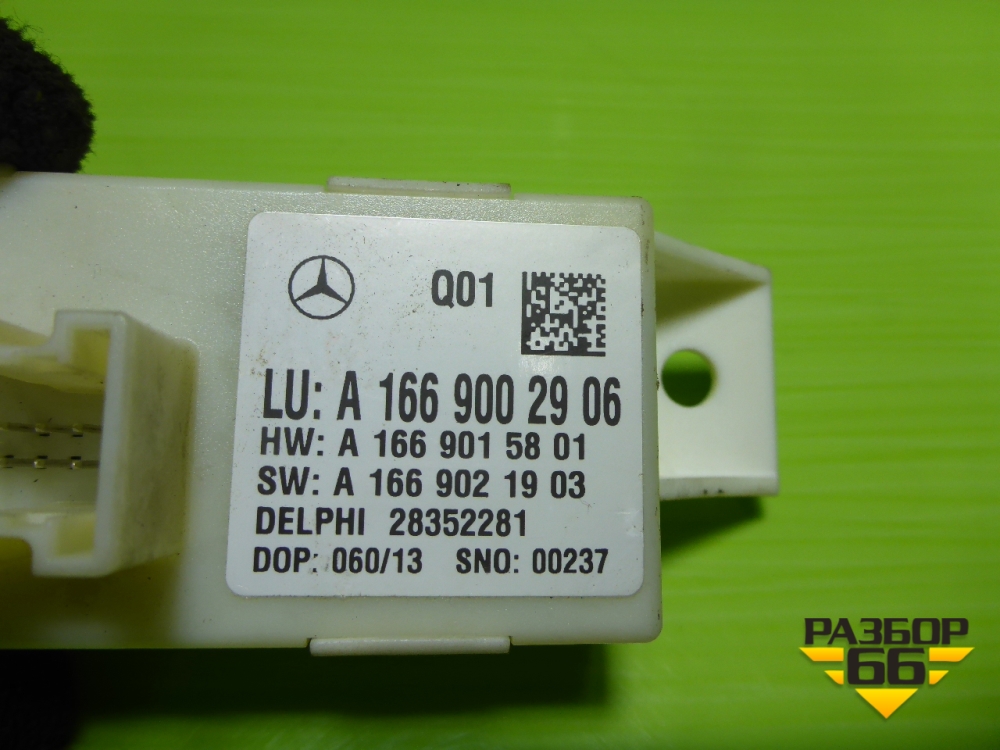 Q01
LU: A 166 900 29 06
HW: A 166 901 58 01
SW: A 166 902 19 03
DELPHI 28352281
DOP: 060/13 SNO: 00237
РАЗБОР
66